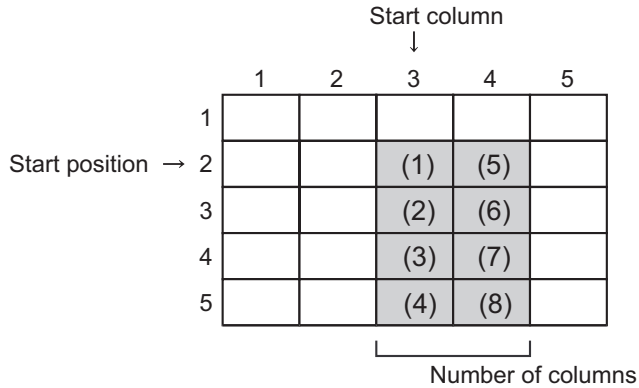 Start column
↓
1 2 3 4 5
1
Start position → 2 (1) (5)
3 (2) (6)
4 (3) (7)
5 (4) (8)
Number of columns